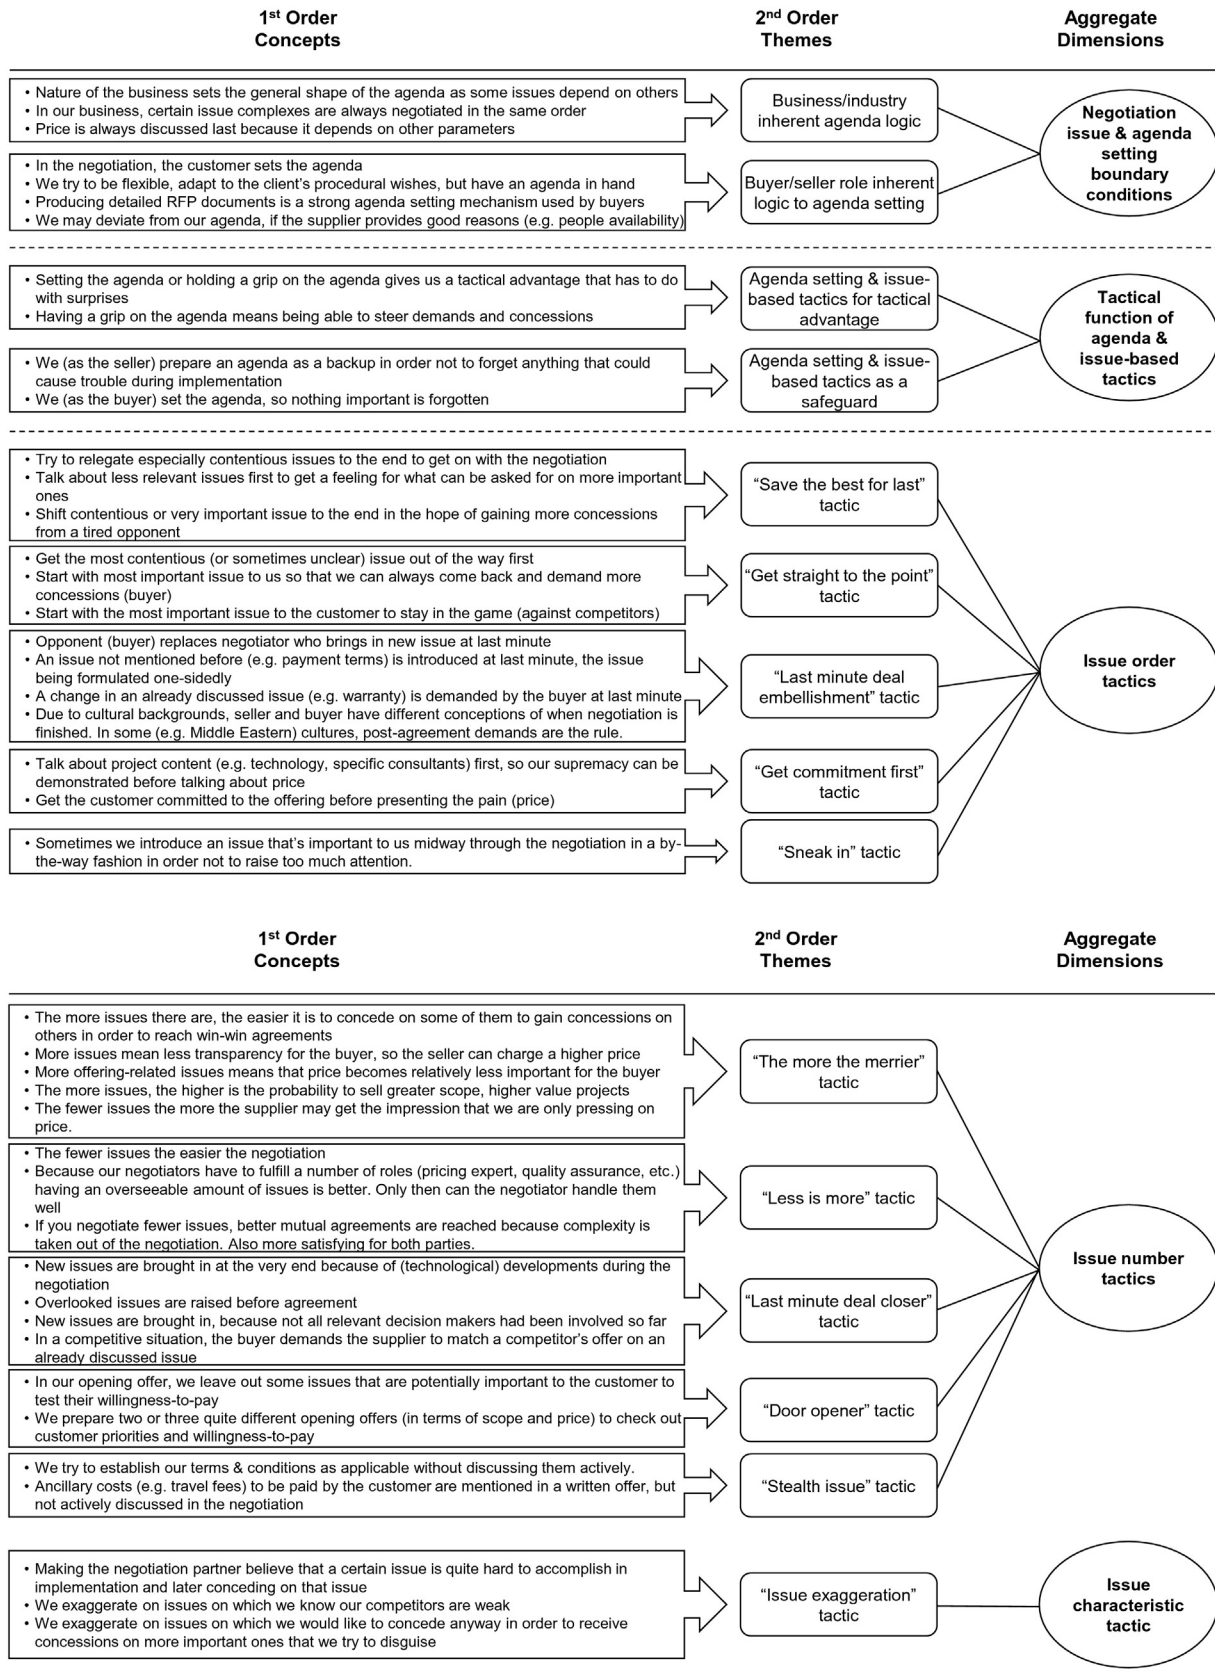 1st Order
Concepts
2nd Order
Themes
Aggregate
Dimensions
• Nature of the business sets the general shape of the agenda as some issues depend on others
• In our business, certain issue complexes are always negotiated in the same order
• Price is always discussed last because it depends on other parameters
Business/industry
inherent agenda logic
• In the negotiation, the customer sets the agenda
• We try to be flexible, adapt to the client's procedural wishes, but have an agenda in hand
• Producing detailed RFP documents is a strong agenda setting mechanism used by buyers
• We may deviate from our agenda, if the supplier provides good reasons (e.g. people availability)
Buyer/seller role inherent
logic to agenda setting
Negotiation
issue & agenda
setting
boundary
conditions
• Setting the agenda or holding a grip on the agenda gives us a tactical advantage that has to do
with surprises
• Having a grip on the agenda means being able to steer demands and concessions
Agenda setting & issue-
based tactics for tactical
advantage
• We (as the seller) prepare an agenda as a backup in order not to forget anything that could
cause trouble during implementation
• We (as the buyer) set the agenda, so nothing important is forgotten
Agenda setting & issue-
based tactics as a
safeguard
Tactical
function of
agenda &
issue-based
tactics
• Try to relegate especially contentious issues to the end to get on with the negotiation
• Talk about less relevant issues first to get a feeling for what can be asked for on more important
ones
• Shift contentious or very important issue to the end in the hope of gaining more concessions
from a tired opponent
“Save the best for last”
tactic
• Get the most contentious (or sometimes unclear) issue out of the way first
• Start with most important issue to us so that we can always come back and demand more
concessions (buyer)
• Start with the most important issue to the customer to stay in the game (against competitors)
“Get straight to the point”
tactic
• Opponent (buyer) replaces negotiator who brings in new issue at last minute
• An issue not mentioned before (e.g. payment terms) is introduced at last minute, the issue
being formulated one-sidedly
• A change in an already discussed issue (e.g. warranty) is demanded by the buyer at last minute
• Due to cultural backgrounds, seller and buyer have different conceptions of when negotiation is
finished. In some (e.g. Middle Eastern) cultures, post-agreement demands are the rule.
“Last minute deal
embellishment” tactic
• Talk about project content (e.g. technology, specific consultants) first, so our supremacy can be
demonstrated before talking about price
• Get the customer committed to the offering before presenting the pain (price)
“Get commitment first”
tactic
• Sometimes we introduce an issue that's important to us midway through the negotiation in a by-
the-way fashion in order not to raise too much attention.
“Sneak in” tactic
Issue order
tactics
1st Order
Concepts
2nd Order
Themes
Aggregate
Dimensions
• The more issues there are, the easier it is to concede on some of them to gain concessions on
others in order to reach win-win agreements
• More issues mean less transparency for the buyer, so the seller can charge a higher price
• More offering-related issues means that price becomes relatively less important for the buyer
• The more issues, the higher is the probability to sell greater scope, higher value projects
• The fewer issues the more the supplier may get the impression that we are only pressing on
price.
“The more the merrier”
tactic
• The fewer issues the easier the negotiation
• Because our negotiators have to fulfill a number of roles (pricing expert, quality assurance, etc.)
having an overseeable amount of issues is better. Only then can the negotiator handle them
well
• If you negotiate fewer issues, better mutual agreements are reached because complexity is
taken out of the negotiation. Also more satisfying for both parties.
“Less is more” tactic
• New issues are brought in at the very end because of (technological) developments during the
negotiation
• Overlooked issues are raised before agreement
• New issues are brought in, because not all relevant decision makers had been involved so far
• In a competitive situation, the buyer demands the supplier to match a competitor's offer on an
already discussed issue
“Last minute deal closer”
tactic
• In our opening offer, we leave out some issues that are potentially important to the customer to
test their willingness-to-pay
• We prepare two or three quite different opening offers (in terms of scope and price) to check out
customer priorities and willingness-to-pay
“Door opener” tactic
• We try to establish our terms & conditions as applicable without discussing them actively.
• Ancillary costs (e.g. travel fees) to be paid by the customer are mentioned in a written offer, but
not actively discussed in the negotiation
“Stealth issue” tactic
Issue number
tactics
• Making the negotiation partner believe that a certain issue is quite hard to accomplish in
implementation and later conceding on that issue
• We exaggerate on issues on which we know our competitors are weak
• We exaggerate on issues on which we would like to concede anyway in order to receive
concessions on more important ones that we try to disguise
“Issue exaggeration”
tactic
Issue
characteristic
tactic